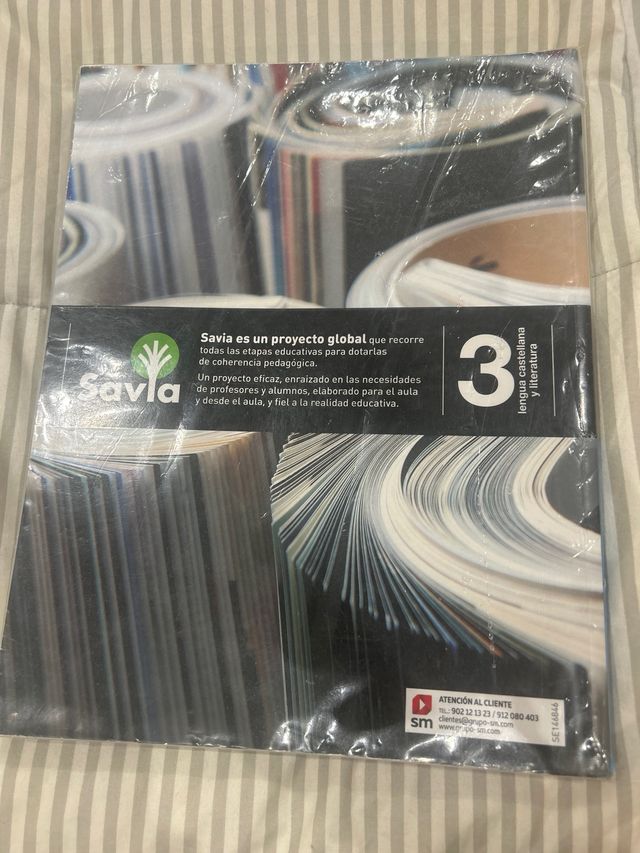 Savia
Savia es un proyecto global que recorre
todas las etapas educativas para dotarlas
de coherencia pedagógica.
Un proyecto eficaz, enraizado en las necesidades
de profesores y alumnos, elaborado para el aula
y desde el aula, y fiel a la realidad educativa.
3
lengua castellana
y literatura
sm
ATENCIÓN AL CLIENTE
TEL.: 902 12 13 23 / 912 080 403
clientes@grupo-sm.com
www.grupo-sm.com
SE146846